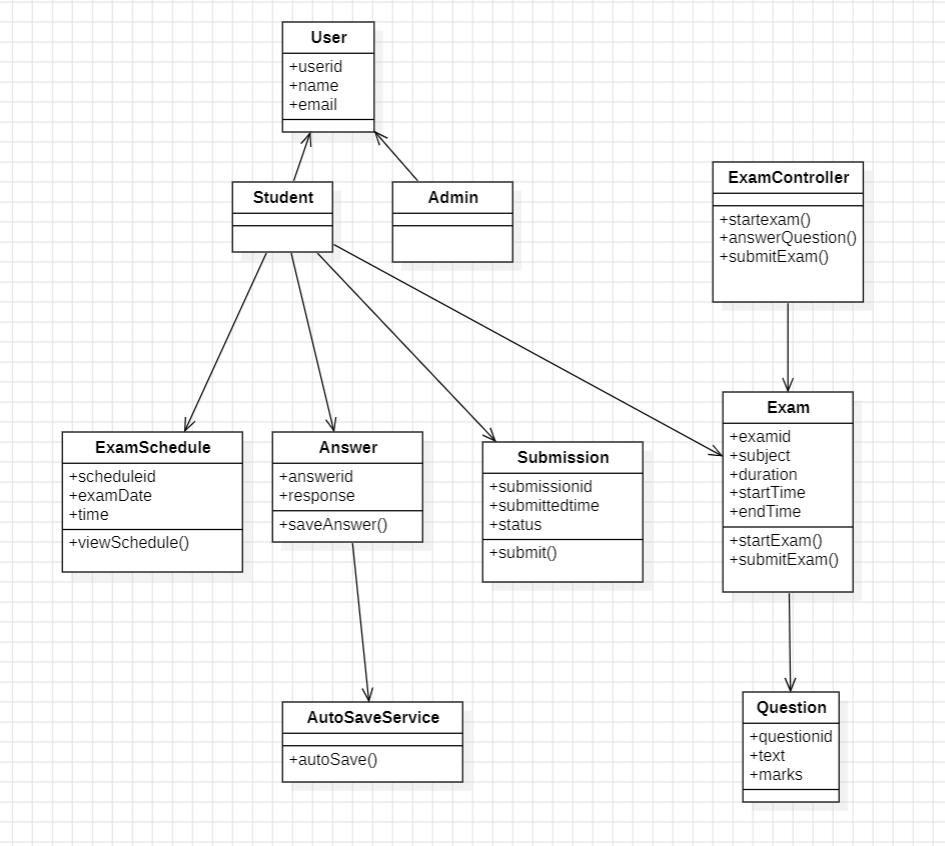 User
+userid
+name
+email
Student
Admin
ExamController
+startexam()
+answerQuestion()
+submitExam()
ExamSchedule
+scheduleid
+examDate
+time
+viewSchedule()
Answer
+answerid
+response
+saveAnswer()
Submission
+submissionid
+submittedtime
+status
+submit()
Exam
+examid
+subject
+duration
+startTime
+endTime
+startExam()
+submitExam()
AutoSaveService
+autoSave()
Question
+questionid
+text
+marks